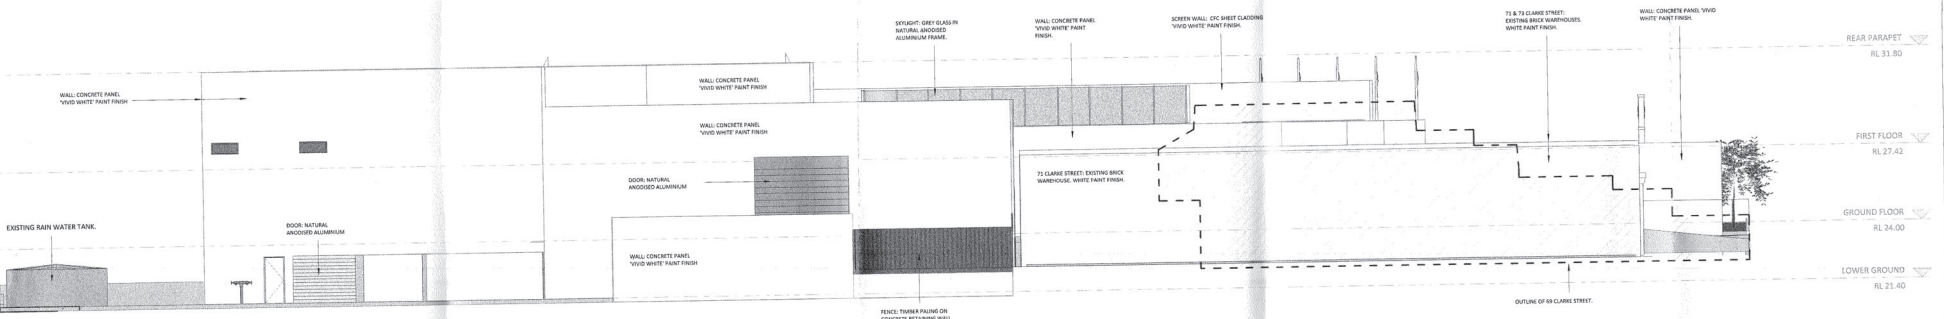 SKYLIGHT: GREY GLASS IN
NATURAL ANODISED
ALUMINIUM FRAME.
WALL: CONCRETE PANEL
'VIVID WHITE' PAINT
FINISH.
SCREEN WALL: CFC SHEET CLADDING
'VIVID WHITE' PAINT FINISH.
71 & 73 CLARKE STREET:
EXISTING BRICK WAREHOUSES.
WHITE PAINT FINISH.
WALL: CONCRETE PANEL 'VIVID
WHITE' PAINT FINISH.
REAR PARAPET
RL 31.80
WALL: CONCRETE PANEL
'VIVID WHITE' PAINT FINISH
WALL: CONCRETE PANEL
'VIVID WHITE' PAINT FINISH
WALL: CONCRETE PANEL
'VIVID WHITE' PAINT FINISH
FIRST FLOOR
RL 27.42
DOOR: NATURAL
ANODISED ALUMINIUM
71 CLARKE STREET: EXISTING BRICK
WAREHOUSE. WHITE PAINT FINISH.
EXISTING RAIN WATER TANK.
DOOR: NATURAL
ANODISED ALUMINIUM
GROUND FLOOR
RL 24.00
WALL: CONCRETE PANEL
'VIVID WHITE' PAINT FINISH
LOWER GROUND
RL 21.40
OUTLINE OF 69 CLARKE STREET.
FENCE: TIMBER PALING ON
CONCRETE RETAINING WALL